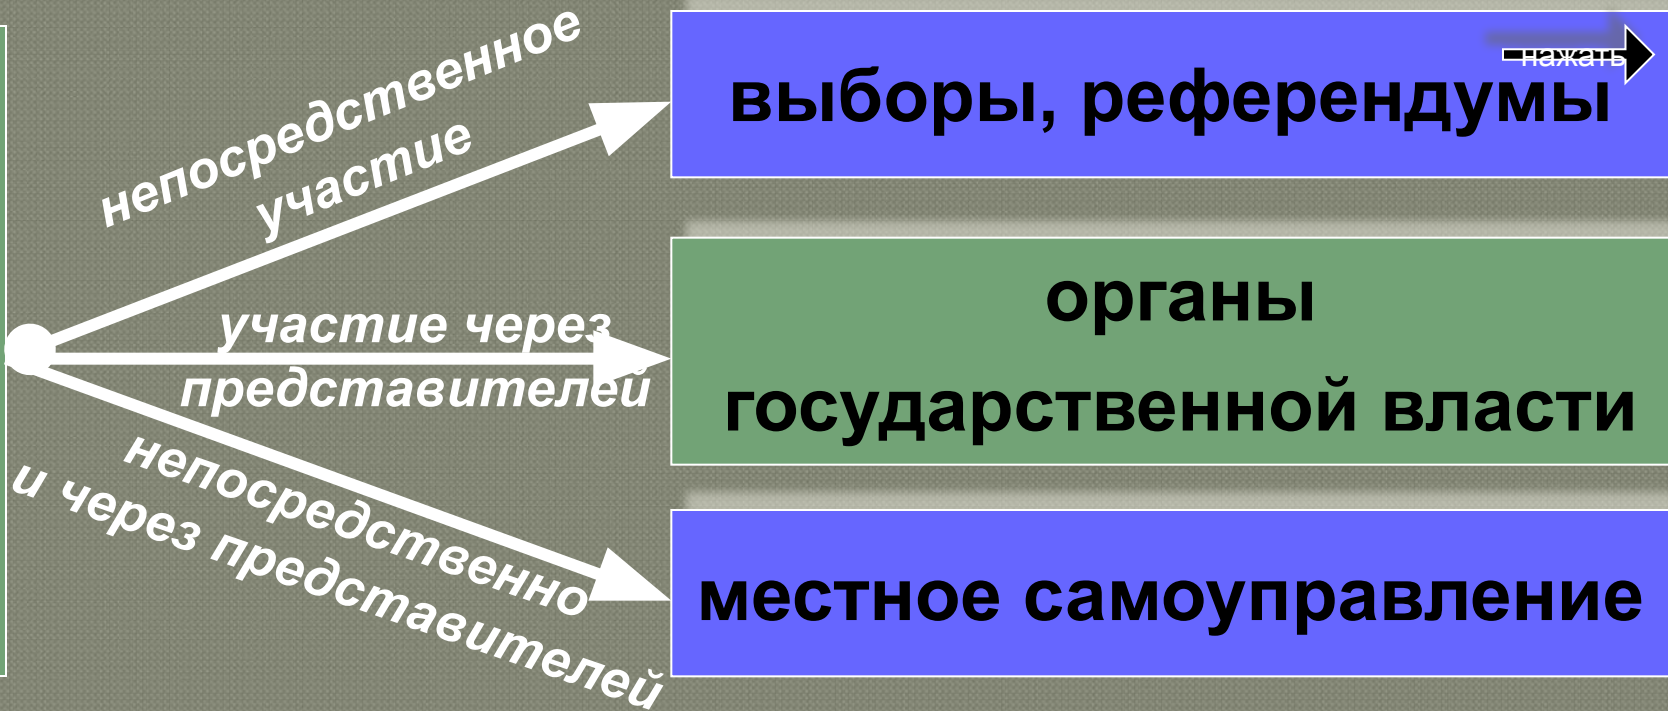 непосредственное
участие
нажать
выборы, референдумы
участие через
представителей
органы
государственной власти
непосредственно
и через представителей
местное самоуправление